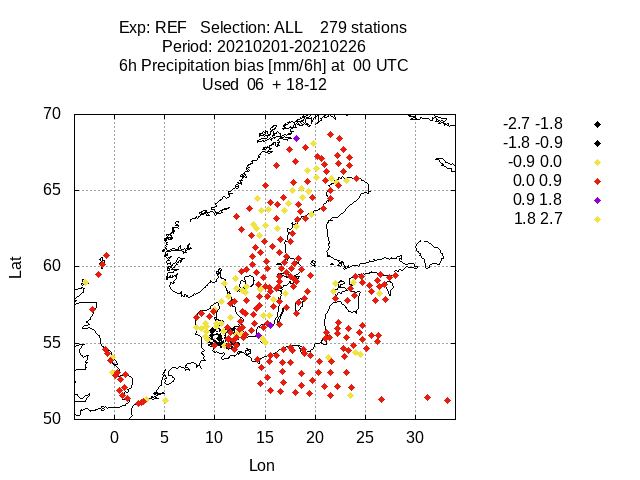 Exp: REF Selection: ALL 279 stations
Period: 20210201-20210226
6h Precipitation bias [mm/6h] at 00 UTC
Used 06 + 18-12
70
65
60
55
50
Lat
0 5 10 15 20 25 30
Lon
-2.7 -1.8
-1.8 -0.9
-0.9 0.0
0.0 0.9
0.9 1.8
1.8 2.7